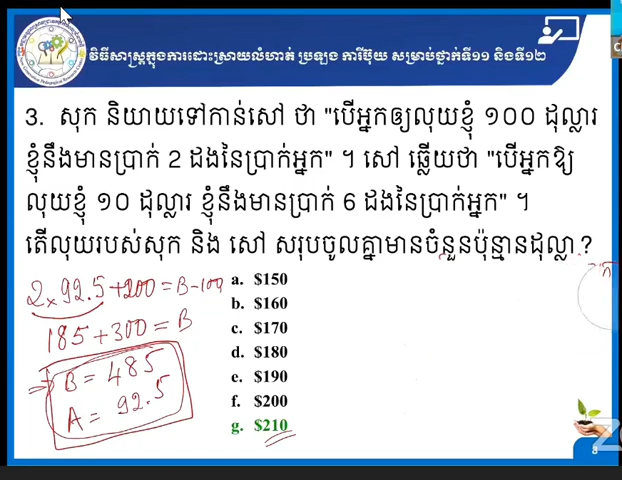 វិធីសាស្ត្រក្នុងការដោះស្រាយលំហាត់ ប្រឡង ការប៊ុយ សម្រាប់ថ្នាក់ទី១១ និងទី១២
3. សុក និយាយទៅកាន់សៅ ថា "បើអ្នកឲ្យលុយខ្ញុំ ១០០ ដុល្លារ
ខ្ញុំនឹងមានប្រាក់ 2 ដងនៃប្រាក់អ្នក" ។ សៅ ឆ្លើយថា "បើអ្នកឱ្យ
លុយខ្ញុំ ១០ ដុល្លារ ខ្ញុំនឹងមានប្រាក់ 6 ដងនៃប្រាក់អ្នក" ។
តើលុយរបស់សុក និង សៅ សរុបចូលគ្នាមានចំនួនប៉ុន្មានដុល្លា ?
2 x 92.5 + 200 = B - 100
185 + 300 = B
⇒ B = 485
A = 92.5
a. $150
b. $160
c. $170
d. $180
e. $190
f. $200
g. $210
8